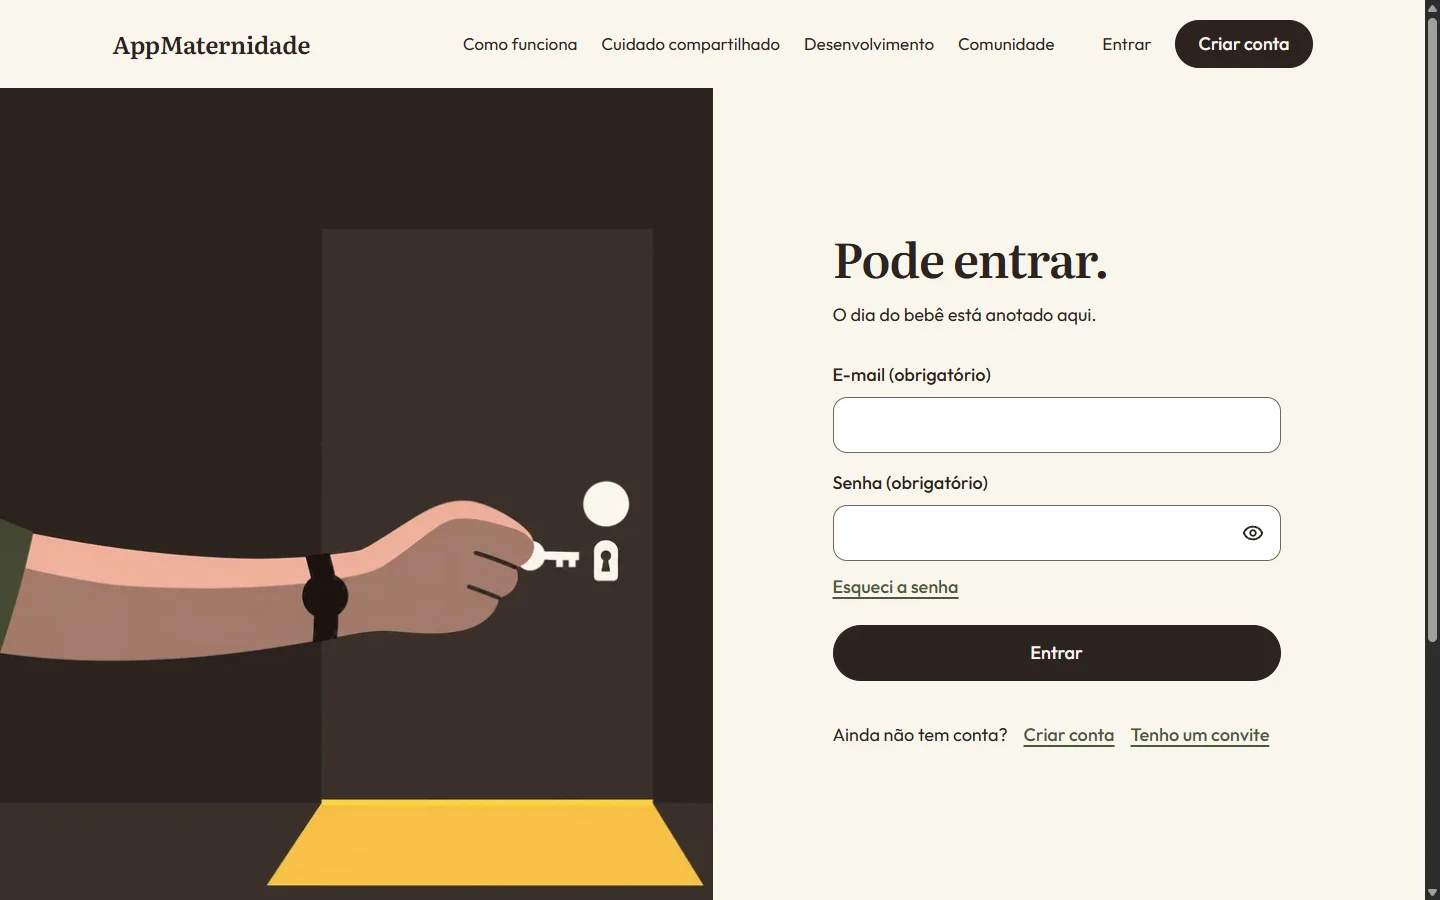 AppMaternidade
Como funciona Cuidado compartilhado Desenvolvimento Comunidade Entrar Criar conta
Pode entrar.
O dia do bebê está anotado aqui.
E-mail (obrigatório)
Senha (obrigatório)
Esqueci a senha
Entrar
Ainda não tem conta? Criar conta Tenho um convite